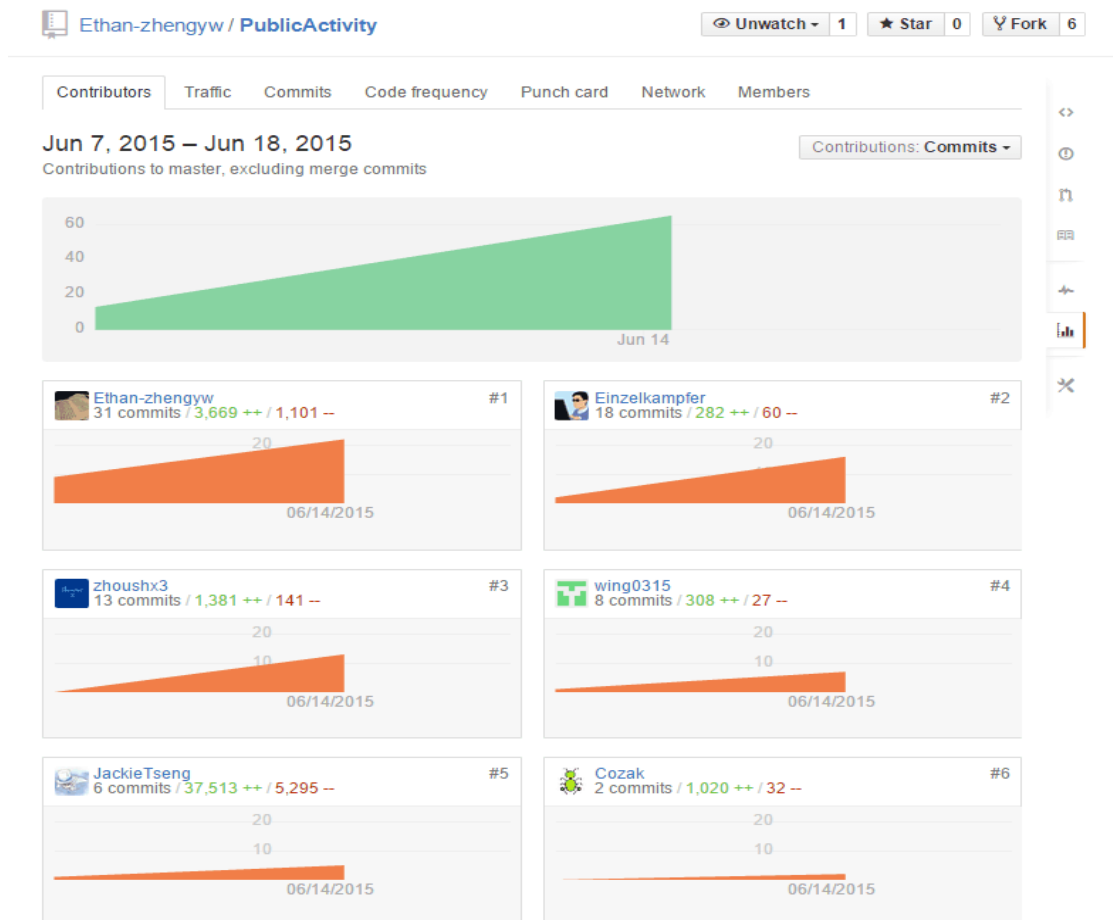 Ethan-zhengyw / PublicActivity
Unwatch 1 Star 0 Fork 6
Contributors Traffic Commits Code frequency Punch card Network Members
Jun 7, 2015 – Jun 18, 2015
Contributions: Commits
Contributions to master, excluding merge commits
60
40
20
0
Jun 14
Ethan-zhengyw #1
31 commits / 3,669 ++ / 1,101 --
20
06/14/2015
Einzelkampfer #2
18 commits / 282 ++ / 60 --
20
06/14/2015
zhoushx3 #3
13 commits / 1,381 ++ / 141 --
20
10
06/14/2015
wing0315 #4
8 commits / 308 ++ / 27 --
20
10
06/14/2015
JackieTseng #5
6 commits / 37,513 ++ / 5,295 --
20
10
06/14/2015
Cozak #6
2 commits / 1,020 ++ / 32 --
20
10
06/14/2015